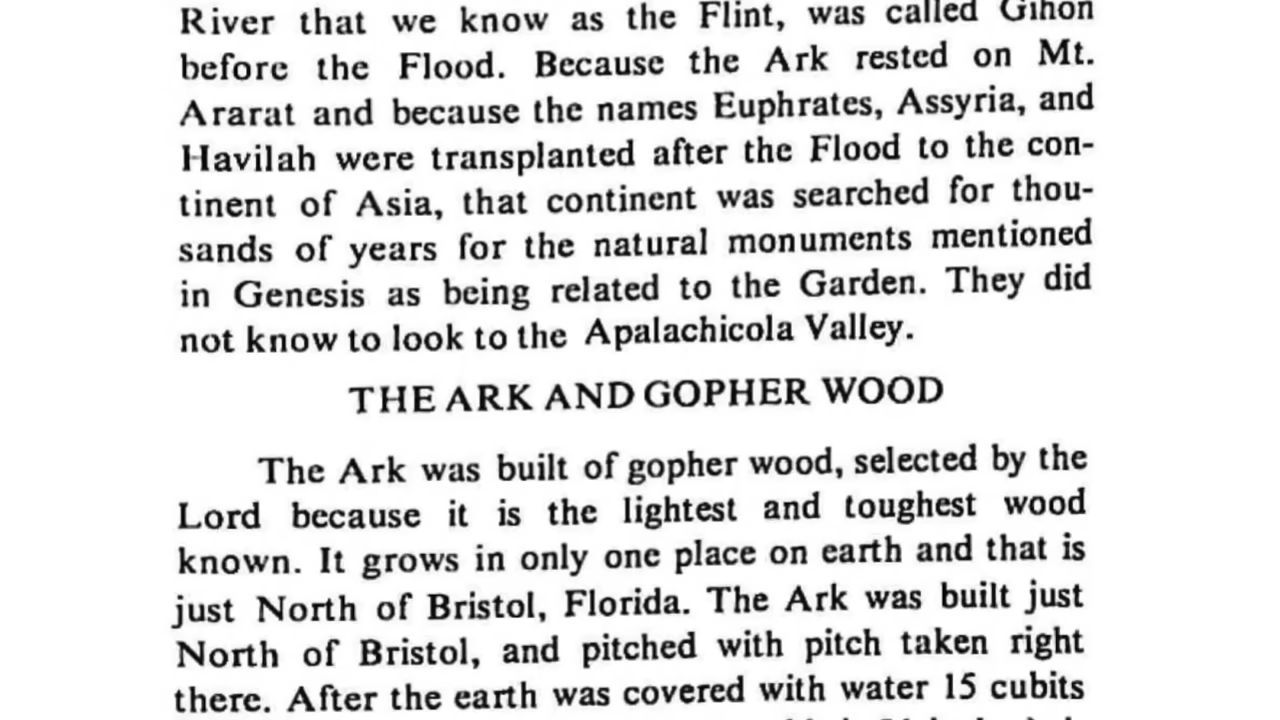 River that we know as the Flint, was called Gihon
before the Flood. Because the Ark rested on Mt.
Ararat and because the names Euphrates, Assyria, and
Havilah were transplanted after the Flood to the con-
tinent of Asia, that continent was searched for thou-
sands of years for the natural monuments mentioned
in Genesis as being related to the Garden. They did
not know to look to the Apalachicola Valley.
THE ARK AND GOPHER WOOD
The Ark was built of gopher wood, selected by the
Lord because it is the lightest and toughest wood
known. It grows in only one place on earth and that is
just North of Bristol, Florida. The Ark was built just
North of Bristol, and pitched with pitch taken right
there. After the earth was covered with water 15 cubits